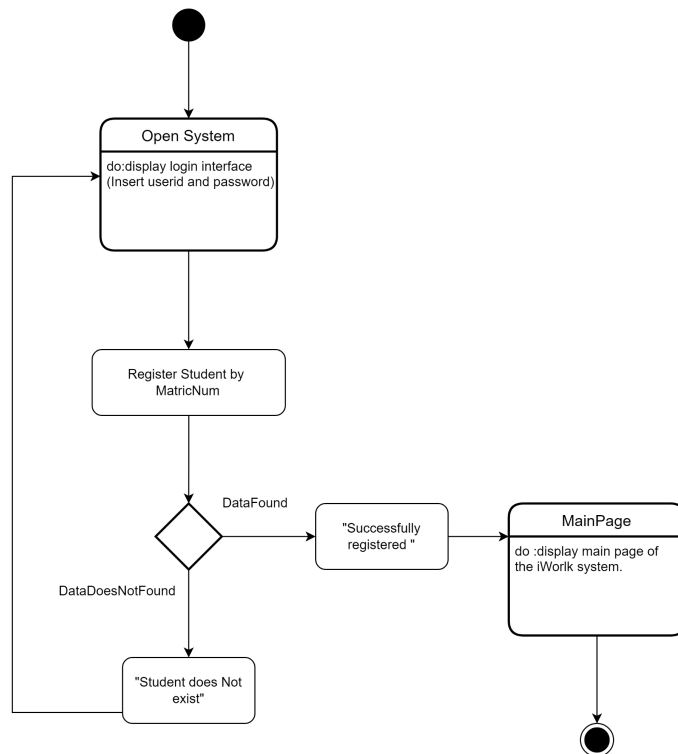 Open System
do:display login interface
(Insert userid and password)
Register Student by
MatricNum
DataFound
"Successfully
registered "
MainPage
do :display main page of
the iWorlk system.
DataDoesNotFound
"Student does Not
exist"